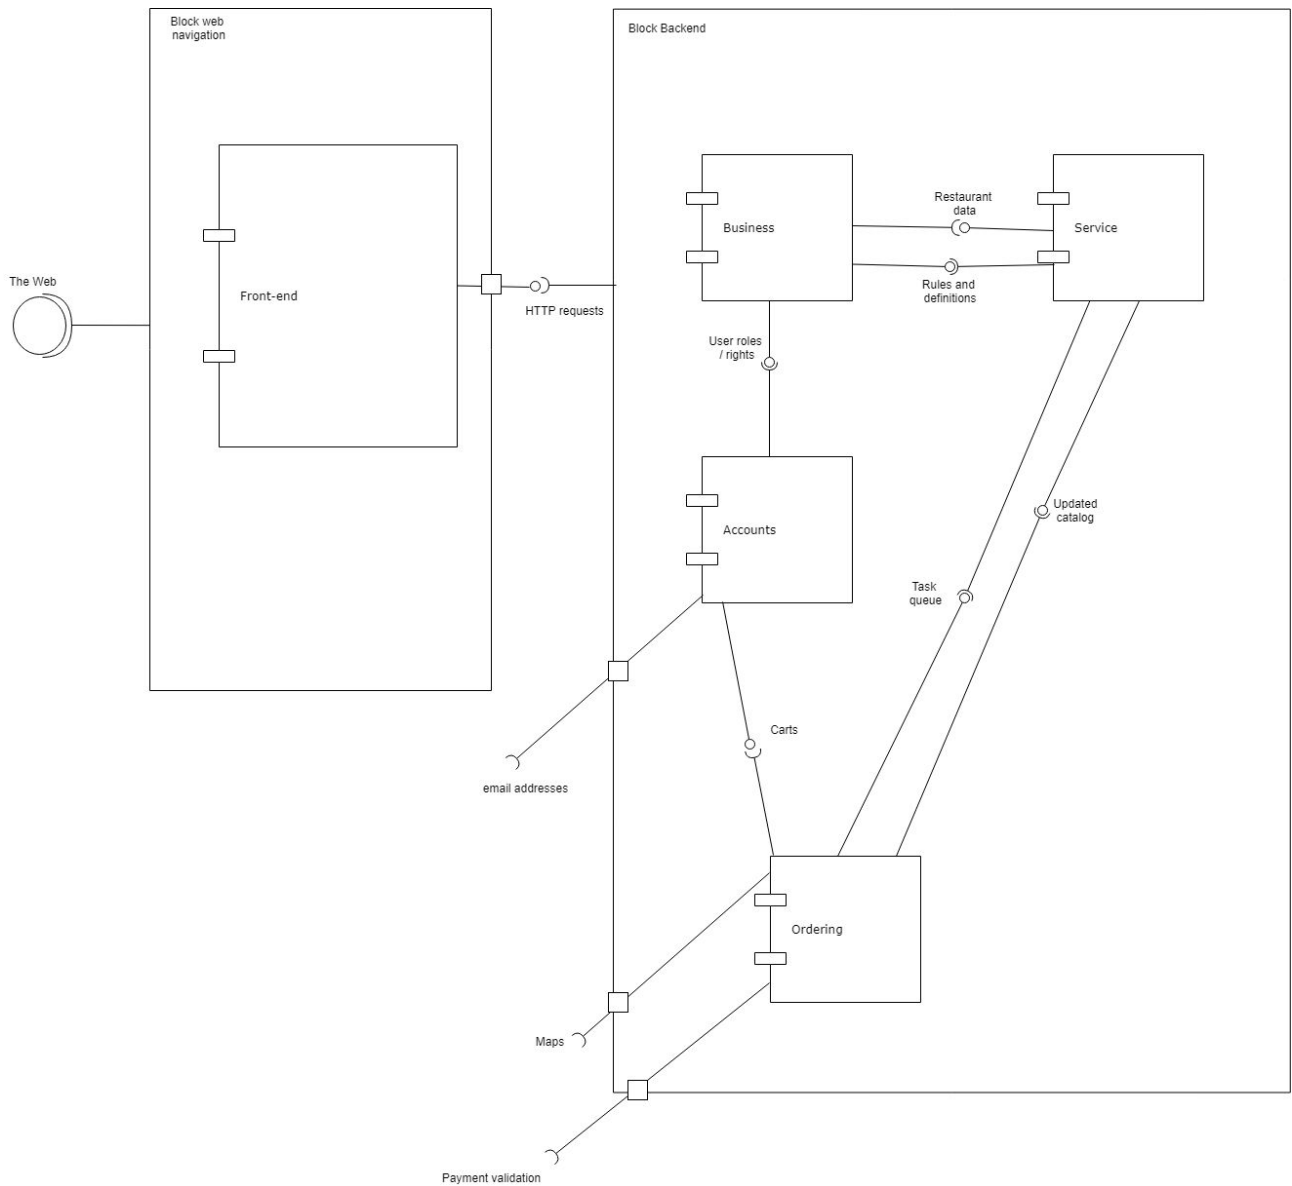 Block web
navigation
Block Backend
Restaurant
data
Business
Service
The Web
Front-end
Rules and
definitions
HTTP requests
User roles
/ rights
Updated
catalog
Accounts
Task
queue
Carts
email addresses
Ordering
Maps
Payment validation